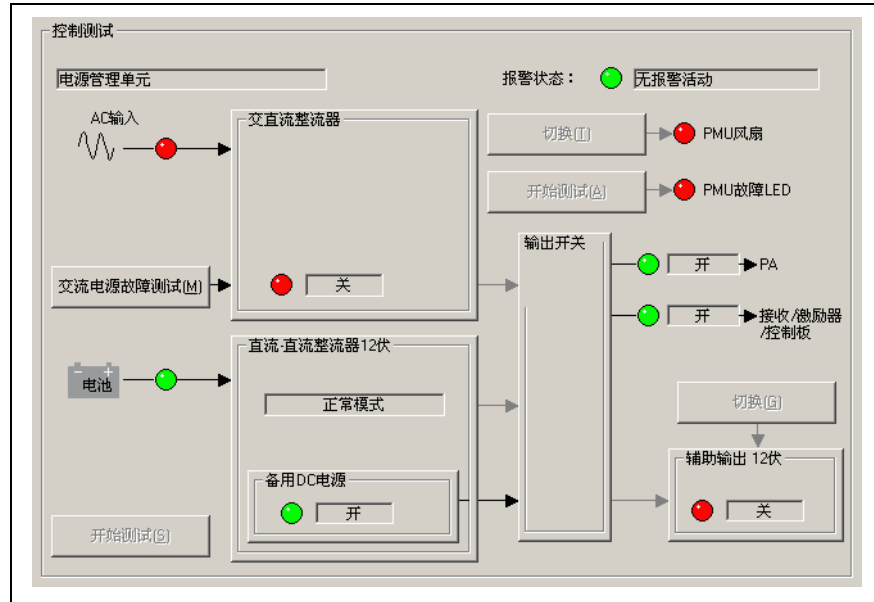 控制测试
电源管理单元
报警状态：
无报警活动
AC输入
交直流整流器
切换(T)
PMU风扇
开始测试(A)
PMU故障LED
输出开关
开
PA
交流电源故障测试(M)
关
开
接收/激励器
/控制板
直流-直流整流器12伏
电池
正常模式
切换(G)
辅助输出 12伏
备用DC电源
开
关
开始测试(S)